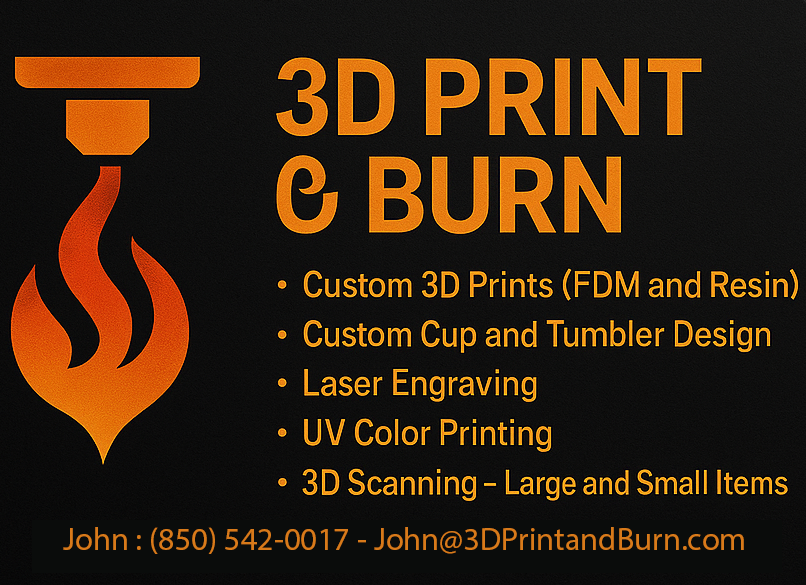 3D PRINT
& BURN
• Custom 3D Prints (FDM and Resin)
• Custom Cup and Tumbler Design
• Laser Engraving
• UV Color Printing
• 3D Scanning – Large and Small Items
John : (850) 542-0017 - John@3DPrintandBurn.com